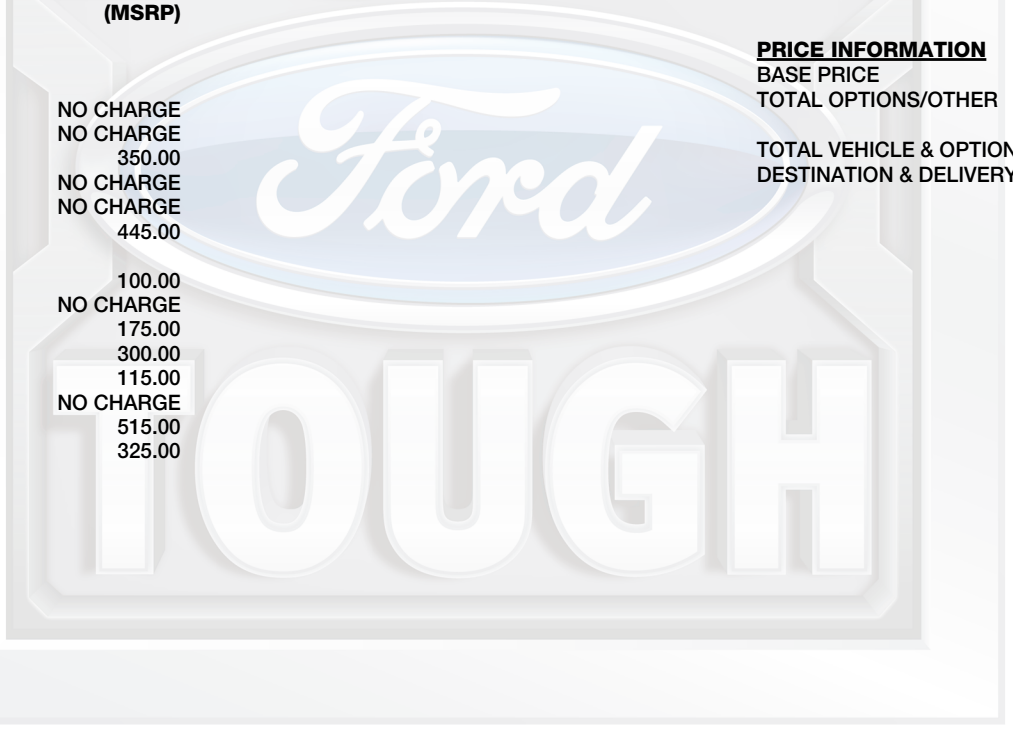 (MSRP)
NO CHARGE
NO CHARGE
350.00
NO CHARGE
NO CHARGE
445.00
100.00
NO CHARGE
175.00
300.00
115.00
NO CHARGE
515.00
325.00
PRICE INFORMATION
BASE PRICE
TOTAL OPTIONS/OTHER
TOTAL VEHICLE & OPTION
DESTINATION & DELIVERY
Ford
TOUGH